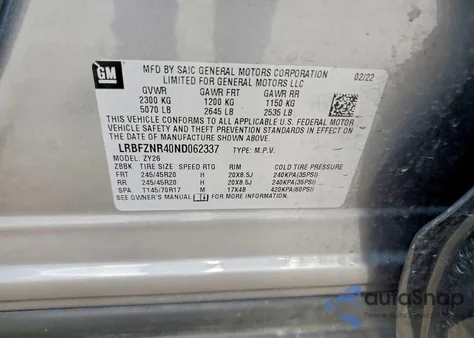 GM
MFD BY SAIC GENERAL MOTORS CORPORATION 02/22
LIMITED FOR GENERAL MOTORS LLC
GVWR GAWR FRT GAWR RR
2300 KG 1200 KG 1150 KG
5070 LB 2645 LB 2535 LB
THIS VEHICLE CONFORMS TO ALL APPLICABLE U.S. FEDERAL MOTOR
VEHICLE SAFETY, BUMPER, AND THEFT PREVENTION STANDARDS IN EFFECT ON
THE DATE OF MANUFACTURE SHOWN ABOVE.
LRBFZNR40ND062337 TYPE: M.P.V.
MODEL: ZY26
ZBBK TIRE SIZE SPEED RTG RIM COLD TIRE PRESSURE
FRT 245/45R20 H 20X8.5J 240KPA(35PSI)
RR 245/45R20 H 20X8.5J 240KPA(35PSI)
SPA T145/70R17 M 17X4B 420KPA(60PSI)
SEE OWNER'S MANUAL
autoSnap